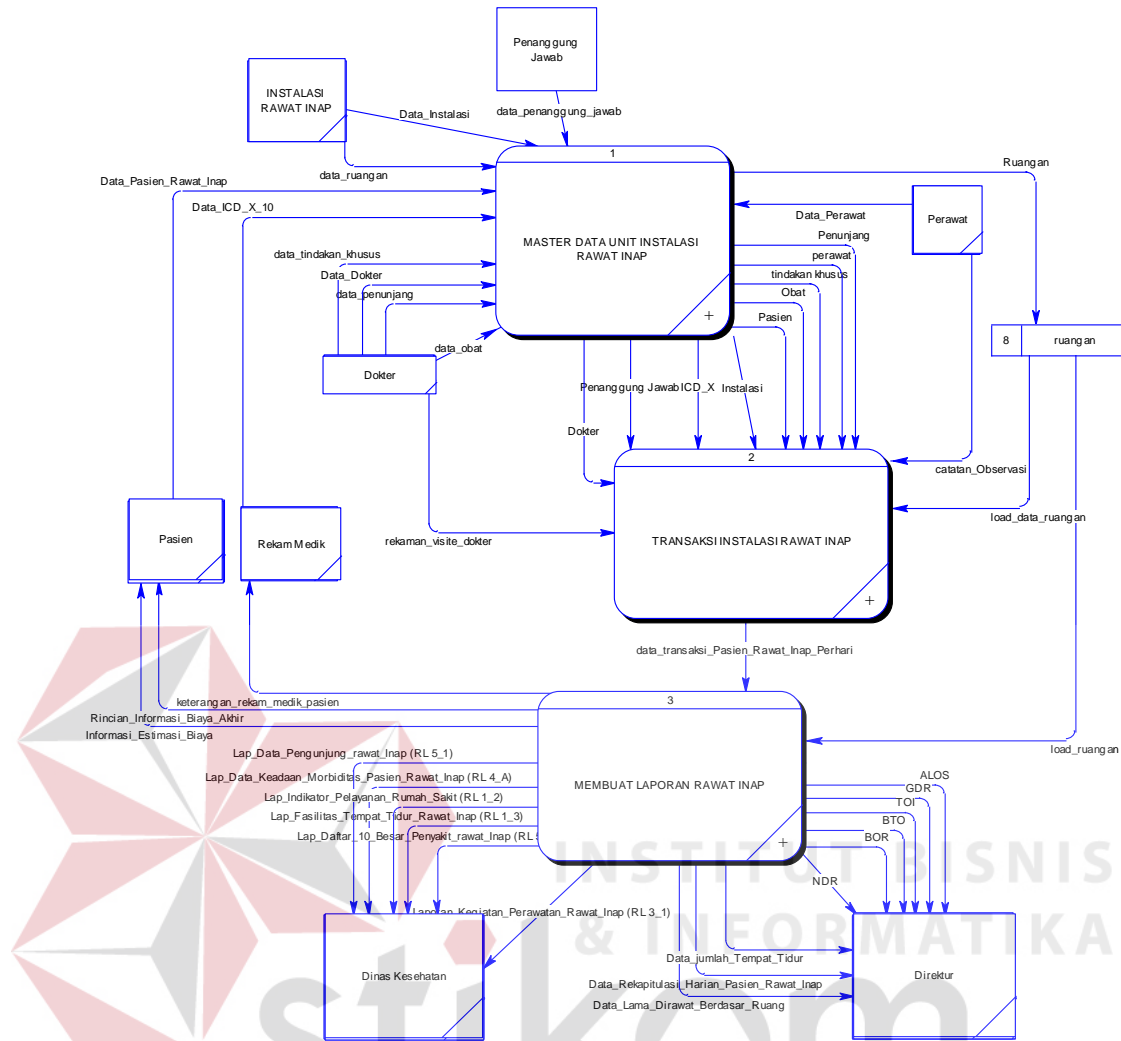 Penanggung
Jawab
INSTALASI
RAWAT INAP
Data_Instalasi
data_penanggung_jawab
data_ruangan
Data_Pasien_Rawat_Inap
Data_ICD_X_10
1
MASTER DATA UNIT INSTALASI
RAWAT INAP
+
Ruangan
Data_Perawat
Perawat
Penunjang
perawat
tindakan khusus
Obat
Pasien
data_tindakan_khusus
Data_Dokter
data_penunjang
data_obat
Dokter
8
ruangan
Penanggung Jawab
ICD_X
Instalasi
Dokter
2
TRANSAKSI INSTALASI RAWAT INAP
+
catatan_Observasi
load_data_ruangan
rekaman_visite_dokter
Pasien
Rekam Medik
data_transaksi_Pasien_Rawat_Inap_Perhari
keterangan_rekam_medik_pasien
Rincian_Informasi_Biaya_Akhir
Informasi_Estimasi_Biaya
3
MEMBUAT LAPORAN RAWAT INAP
+
load_ruangan
Lap_Data_Pengunjung_rawat_Inap (RL 5_1)
Lap_Data_Keadaan_Morbiditas_Pasien_Rawat_Inap (RL 4_A)
Lap_Indikator_Pelayanan_Rumah_Sakit (RL 1_2)
Lap_Fasilitas_Tempat_Tidur_Rawat_Inap (RL 1_3)
Lap_Daftar_10_Besar_Penyakit_rawat_Inap (RL 5
Laporan_Kegiatan_Perawatan_Rawat_Inap (RL 3_1)
ALOS
GDR
TOI
BTO
BOR
NDR
Data_jumlah_Tempat_Tidur
Data_Rekapitulasi_Harian_Pasien_Rawat_Inap
Data_Lama_Dirawat_Berdasar_Ruang
Dinas Kesehatan
Direktur
INSTITUT BISNIS
& INFORMATIKA
stikom